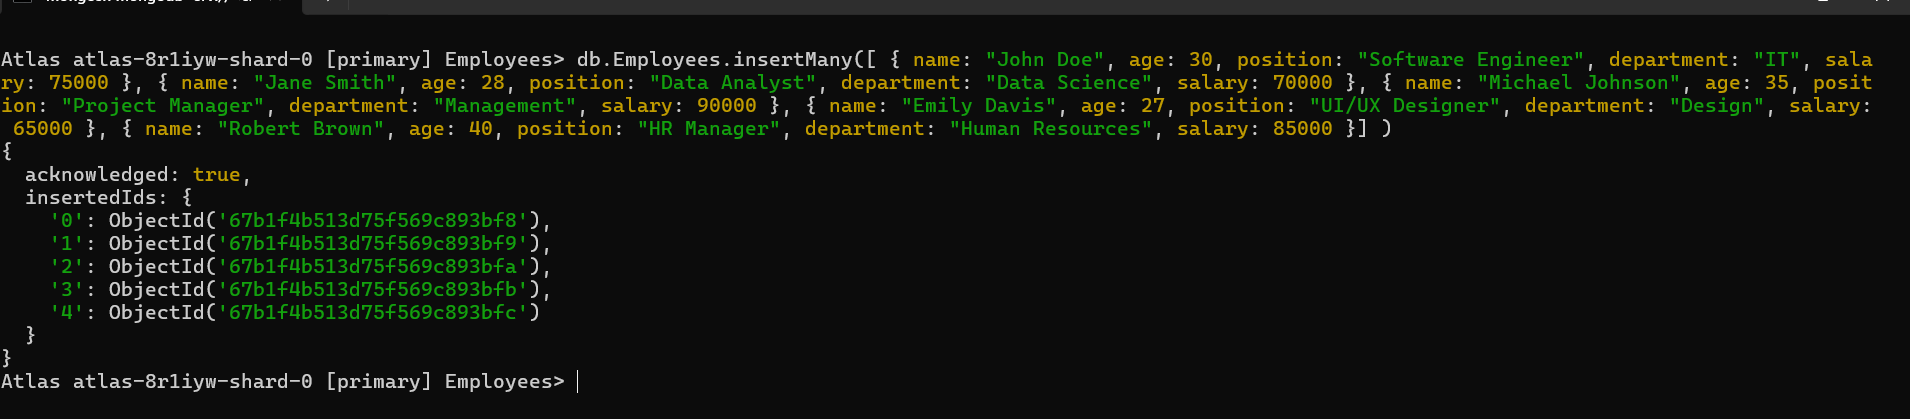 Atlas atlas-8r1iyw-shard-0 [primary] Employees> db.Employees.insertMany([ { name: "John Doe", age: 30, position: "Software Engineer", department: "IT", sala
ry: 75000 }, { name: "Jane Smith", age: 28, position: "Data Analyst", department: "Data Science", salary: 70000 }, { name: "Michael Johnson", age: 35, posit
ion: "Project Manager", department: "Management", salary: 90000 }, { name: "Emily Davis", age: 27, position: "UI/UX Designer", department: "Design", salary:
 65000 }, { name: "Robert Brown", age: 40, position: "HR Manager", department: "Human Resources", salary: 85000 }] )
{
  acknowledged: true,
  insertedIds: {
    '0': ObjectId('67b1f4b513d75f569c893bf8'),
    '1': ObjectId('67b1f4b513d75f569c893bf9'),
    '2': ObjectId('67b1f4b513d75f569c893bfa'),
    '3': ObjectId('67b1f4b513d75f569c893bfb'),
    '4': ObjectId('67b1f4b513d75f569c893bfc')
  }
}
Atlas atlas-8r1iyw-shard-0 [primary] Employees>